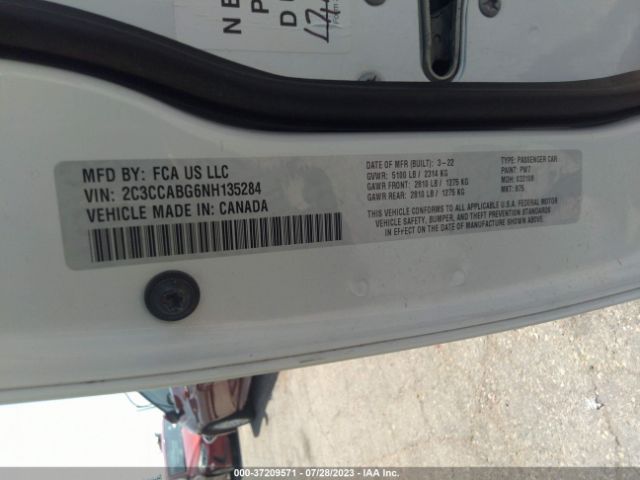 NE
P
D
MFD BY: FCA US LLC
VIN: 2C3CCABG6NH135284
VEHICLE MADE IN: CANADA
DATE OF MFR (BUILT): 3-22
GVWR: 5100 LB / 2314 KG
GAWR FRONT: 2810 LB / 1275 KG
GAWR REAR: 2810 LB / 1275 KG
TYPE: PASSENGER CAR
PAINT: PW7
MDH:
MKT:
THIS VEHICLE CONFORMS TO ALL APPLICABLE U.S.A. FEDERAL MOTOR
VEHICLE SAFETY, BUMPER, AND THEFT PREVENTION STANDARDS
IN EFFECT ON THE DATE OF MANUFACTURE SHOWN ABOVE.
000-37209571 - 07/28/2023 - IAA Inc.